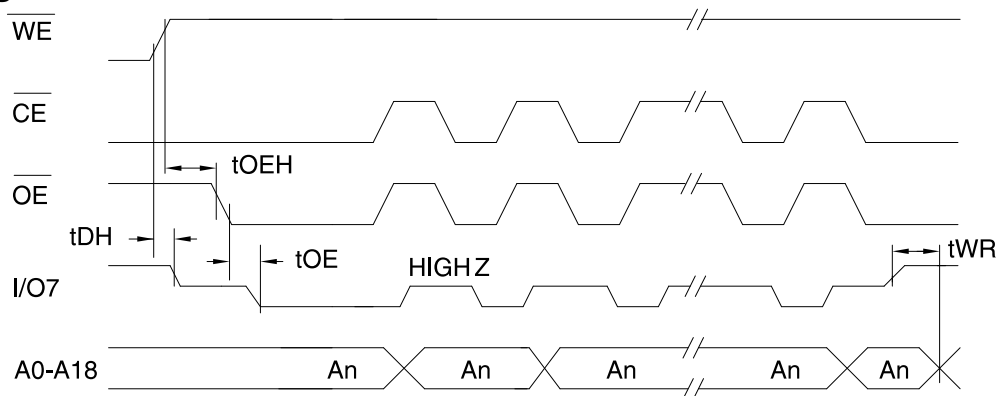 WE
CE
tOEH
OE
tDH
tOE
HIGH Z
tWR
I/O7
A0-A18 An An An An An